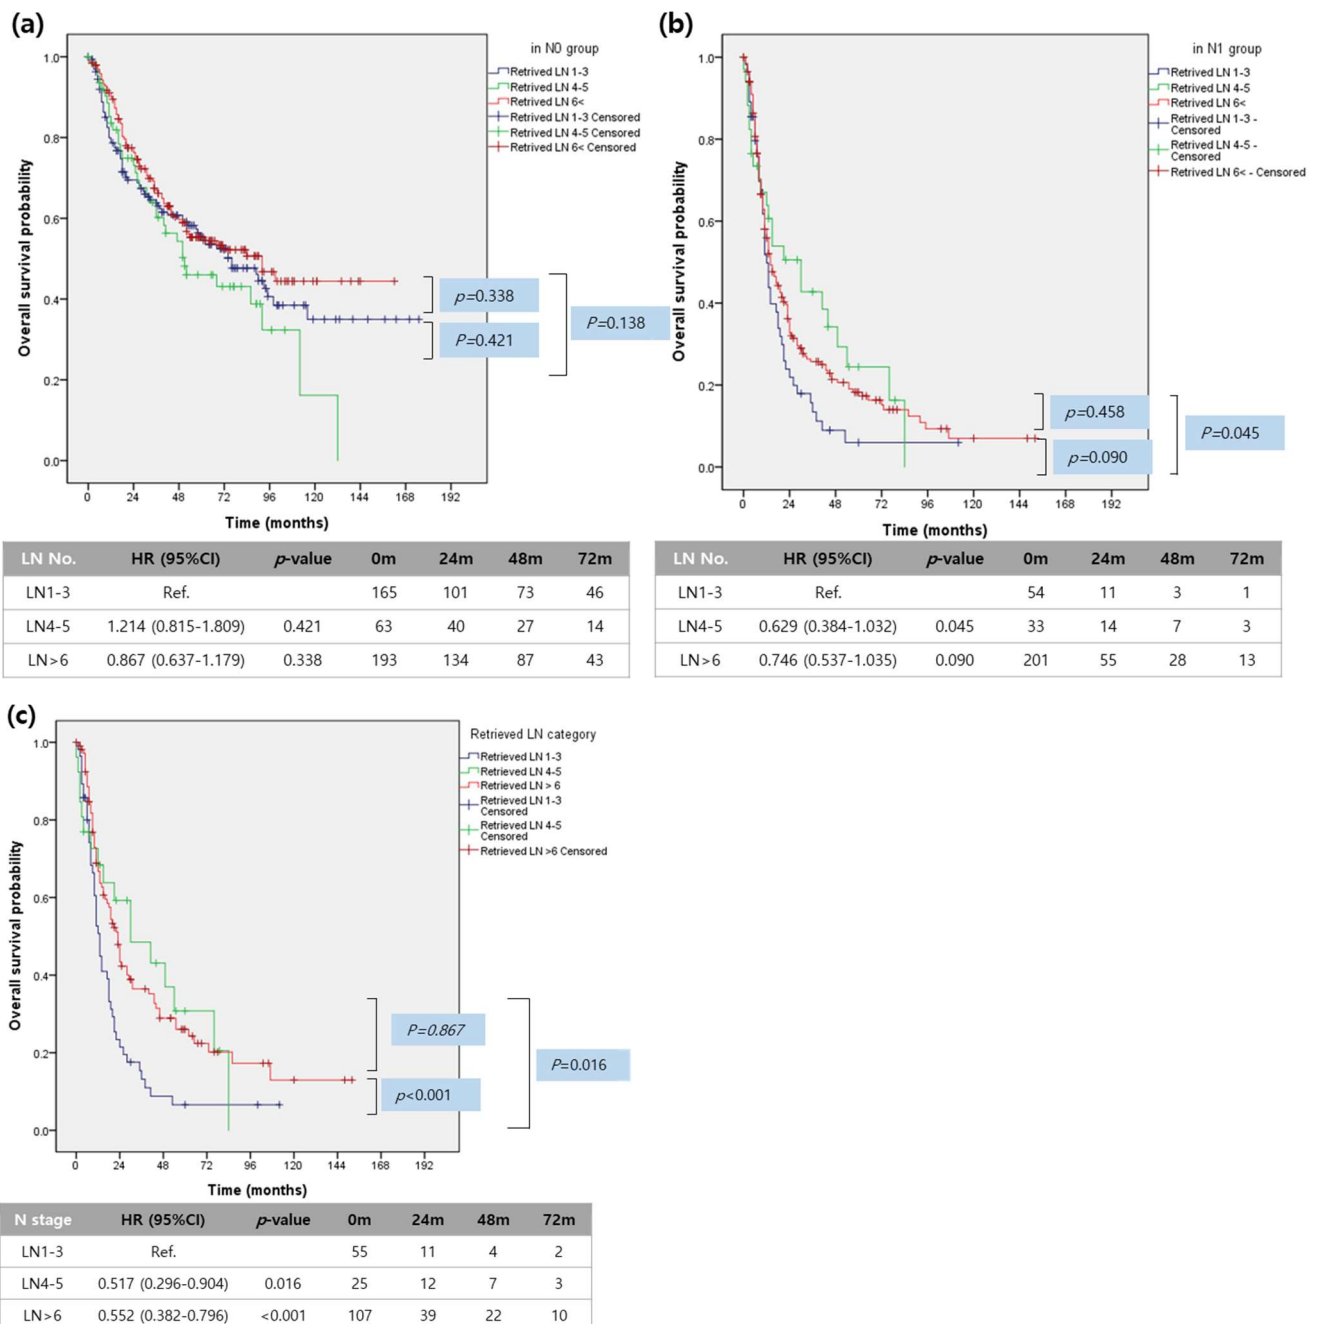 (a)
in N0 group
Retrived LN 1-3
Retrived LN 4-5
Retrived LN 6<
Retrived LN 1-3 Censored
Retrived LN 4-5 Censored
Retrived LN 6< Censored
Overall survival probability
1.0
0.8
0.6
0.4
0.2
0.0
0 24 48 72 96 120 144 168 192
Time (months)
p=0.338
P=0.421
P=0.138
LN No. HR (95%CI) p-value 0m 24m 48m 72m
LN1-3 Ref. 165 101 73 46
LN4-5 1.214 (0.815-1.809) 0.421 63 40 27 14
LN>6 0.867 (0.637-1.179) 0.338 193 134 87 43
(b)
in N1 group
Retrived LN 1-3
Retrived LN 4-5
Retrived LN 6<
Retrived LN 1-3 -
Censored
Retrived LN 4-5 -
Censored
Retrived LN 6< - Censored
Overall survival probability
1.0
0.8
0.6
0.4
0.2
0.0
0 24 48 72 96 120 144 168 192
Time (months)
p=0.458
p=0.090
P=0.045
LN No. HR (95%CI) p-value 0m 24m 48m 72m
LN1-3 Ref. 54 11 3 1
LN4-5 0.629 (0.384-1.032) 0.045 33 14 7 3
LN>6 0.746 (0.537-1.035) 0.090 201 55 28 13
(c)
Retrieved LN category
Retrieved LN 1-3
Retrieved LN 4-5
Retrieved LN > 6
Retrieved LN 1-3
Censored
Retrieved LN 4-5
Censored
Retrieved LN >6 Censored
Overall survival probability
1.0
0.8
0.6
0.4
0.2
0.0
0 24 48 72 96 120 144 168 192
Time (months)
P=0.867
p<0.001
P=0.016
N stage HR (95%CI) p-value 0m 24m 48m 72m
LN1-3 Ref. 55 11 4 2
LN4-5 0.517 (0.296-0.904) 0.016 25 12 7 3
LN>6 0.552 (0.382-0.796) <0.001 107 39 22 10